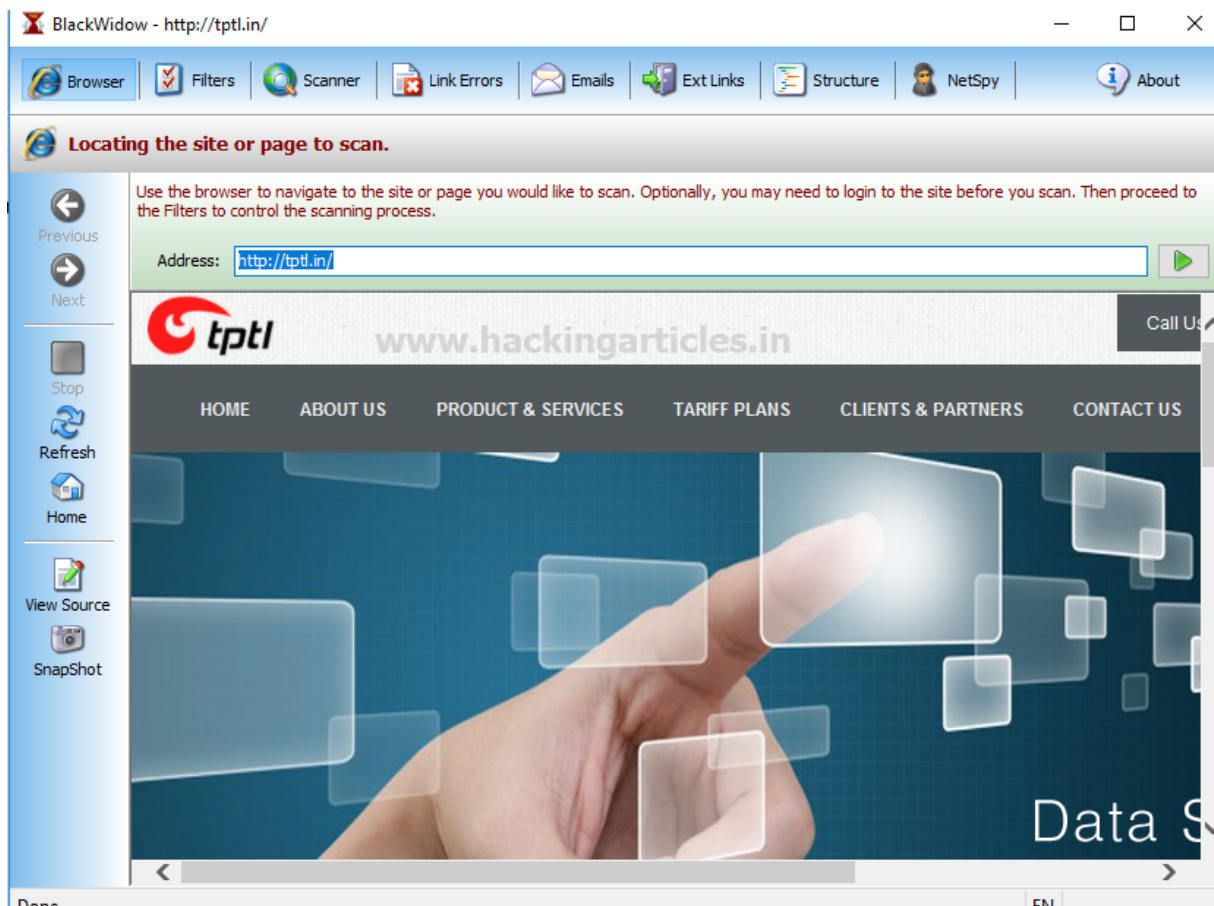 BlackWidow - http://tptl.in/
Browser Filters Scanner Link Errors Emails Ext Links Structure NetSpy About
Locating the site or page to scan.
Use the browser to navigate to the site or page you would like to scan. Optionally, you may need to login to the site before you scan. Then proceed to
the Filters to control the scanning process.
Address: http://tptl.in/
Previous
Next
Stop
Refresh
Home
View Source
SnapShot
tptl
www.hackingarticles.in
Call Us
HOME ABOUT US PRODUCT & SERVICES TARIFF PLANS CLIENTS & PARTNERS CONTACT US
Data S
Done
EN